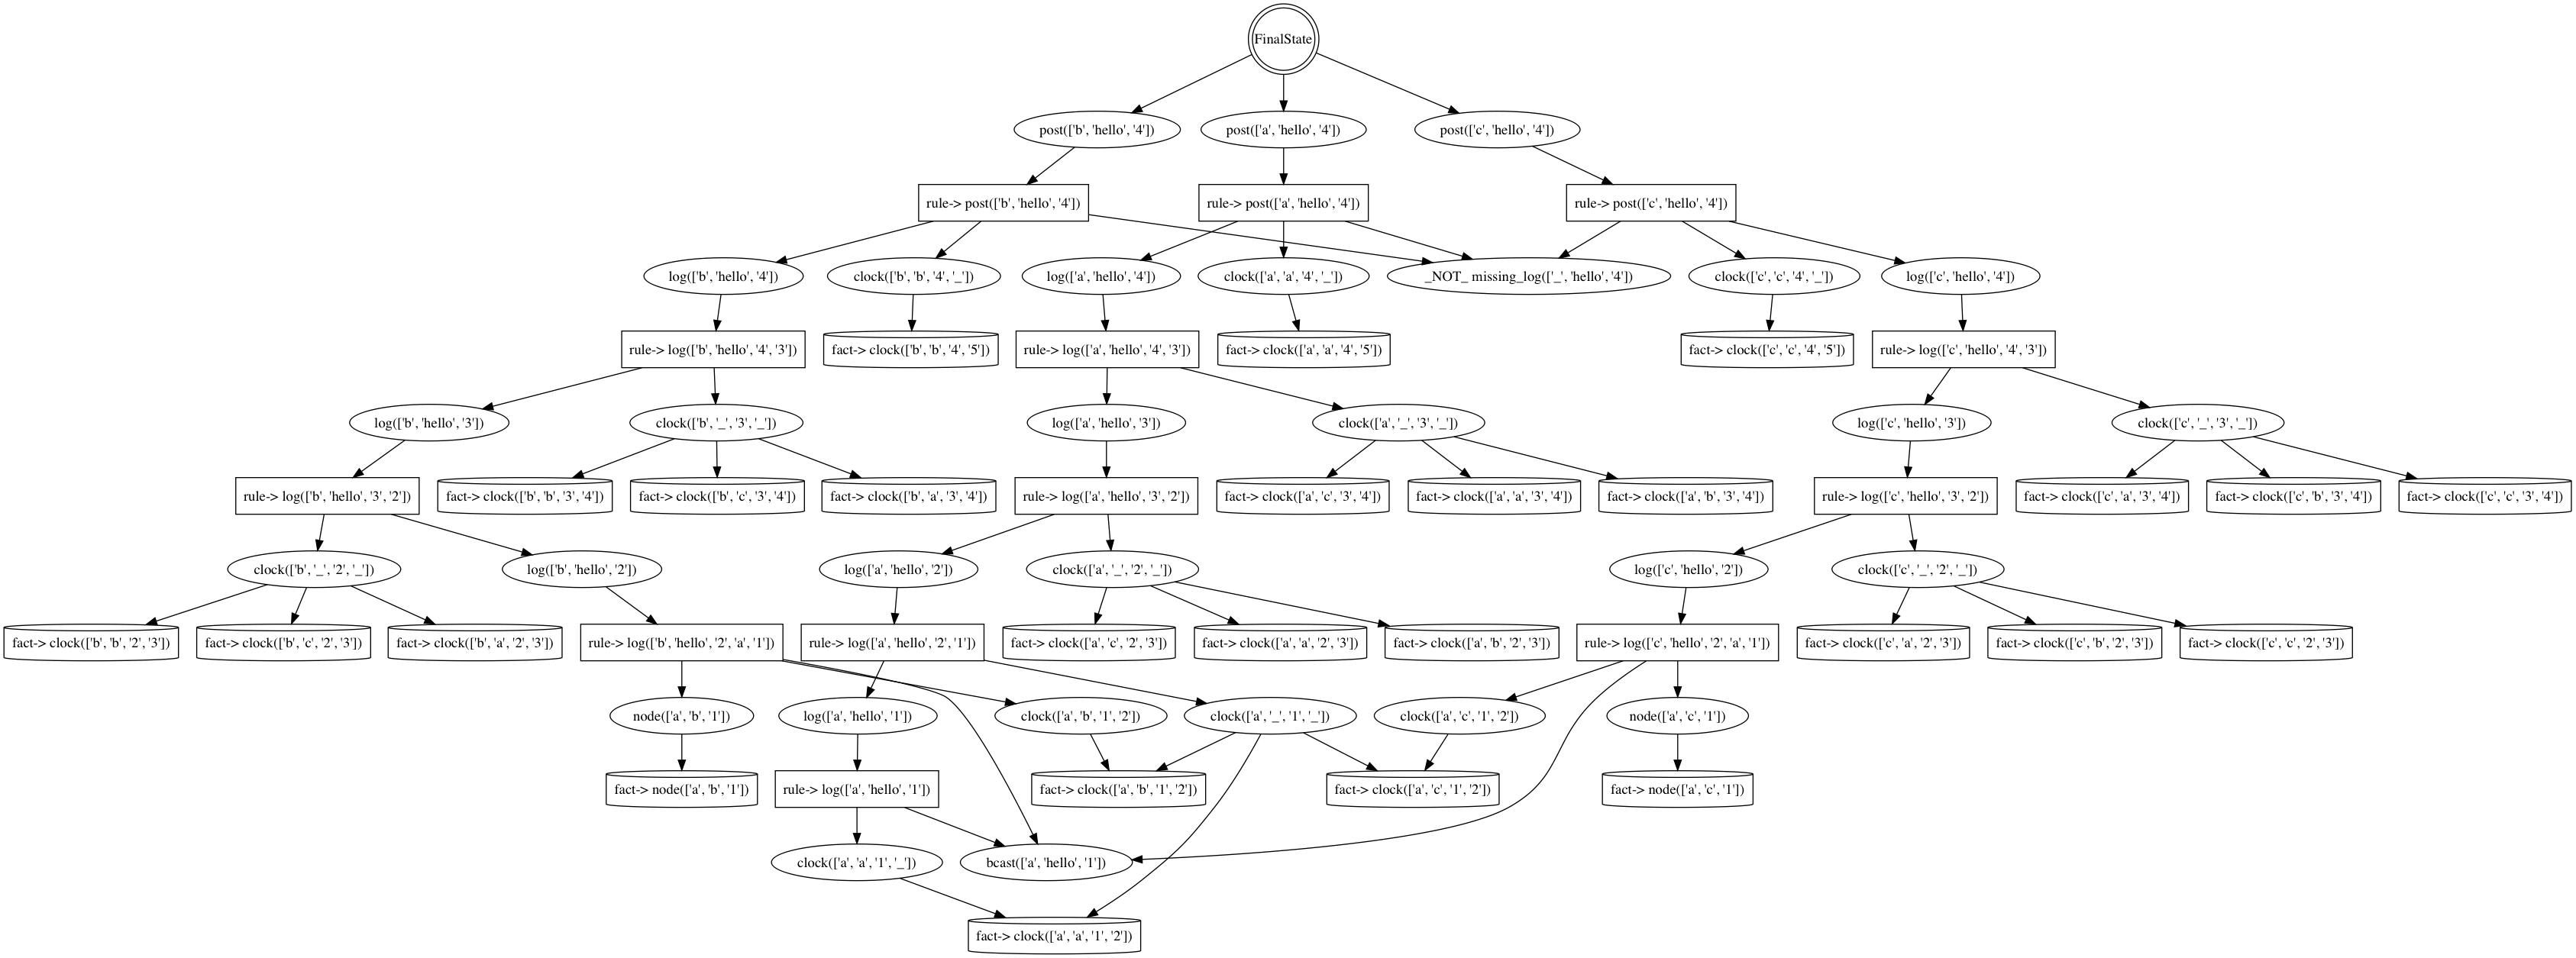 FinalState
post(['b', 'hello', '4'])
post(['a', 'hello', '4'])
post(['c', 'hello', '4'])
rule-> post(['b', 'hello', '4'])
rule-> post(['a', 'hello', '4'])
rule-> post(['c', 'hello', '4'])
log(['b', 'hello', '4'])
clock(['b', 'b', '4', '_'])
log(['a', 'hello', '4'])
clock(['a', 'a', '4', '_'])
_NOT_ missing_log(['_', 'hello', '4'])
clock(['c', 'c', '4', '_'])
log(['c', 'hello', '4'])
rule-> log(['b', 'hello', '4', '3'])
fact-> clock(['b', 'b', '4', '5'])
rule-> log(['a', 'hello', '4', '3'])
fact-> clock(['a', 'a', '4', '5'])
fact-> clock(['c', 'c', '4', '5'])
rule-> log(['c', 'hello', '4', '3'])
log(['b', 'hello', '3'])
clock(['b', '_', '3', '_'])
log(['a', 'hello', '3'])
clock(['a', '_', '3', '_'])
log(['c', 'hello', '3'])
clock(['c', '_', '3', '_'])
rule-> log(['b', 'hello', '3', '2'])
fact-> clock(['b', 'b', '3', '4'])
fact-> clock(['b', 'c', '3', '4'])
fact-> clock(['b', 'a', '3', '4'])
rule-> log(['a', 'hello', '3', '2'])
fact-> clock(['a', 'c', '3', '4'])
fact-> clock(['a', 'a', '3', '4'])
fact-> clock(['a', 'b', '3', '4'])
rule-> log(['c', 'hello', '3', '2'])
fact-> clock(['c', 'a', '3', '4'])
fact-> clock(['c', 'b', '3', '4'])
fact-> clock(['c', 'c', '3', '4'])
clock(['b', '_', '2', '_'])
log(['b', 'hello', '2'])
log(['a', 'hello', '2'])
clock(['a', '_', '2', '_'])
log(['c', 'hello', '2'])
clock(['c', '_', '2', '_'])
fact-> clock(['b', 'b', '2', '3'])
fact-> clock(['b', 'c', '2', '3'])
fact-> clock(['b', 'a', '2', '3'])
rule-> log(['b', 'hello', '2', 'a', '1'])
rule-> log(['a', 'hello', '2', '1'])
fact-> clock(['a', 'c', '2', '3'])
fact-> clock(['a', 'a', '2', '3'])
fact-> clock(['a', 'b', '2', '3'])
rule-> log(['c', 'hello', '2', 'a', '1'])
fact-> clock(['c', 'a', '2', '3'])
fact-> clock(['c', 'b', '2', '3'])
fact-> clock(['c', 'c', '2', '3'])
node(['a', 'b', '1'])
log(['a', 'hello', '1'])
clock(['a', 'b', '1', '2'])
clock(['a', '_', '1', '_'])
clock(['a', 'c', '1', '2'])
node(['a', 'c', '1'])
fact-> node(['a', 'b', '1'])
rule-> log(['a', 'hello', '1'])
fact-> clock(['a', 'b', '1', '2'])
fact-> clock(['a', 'c', '1', '2'])
fact-> node(['a', 'c', '1'])
clock(['a', 'a', '1', '_'])
bcast(['a', 'hello', '1'])
fact-> clock(['a', 'a', '1', '2'])